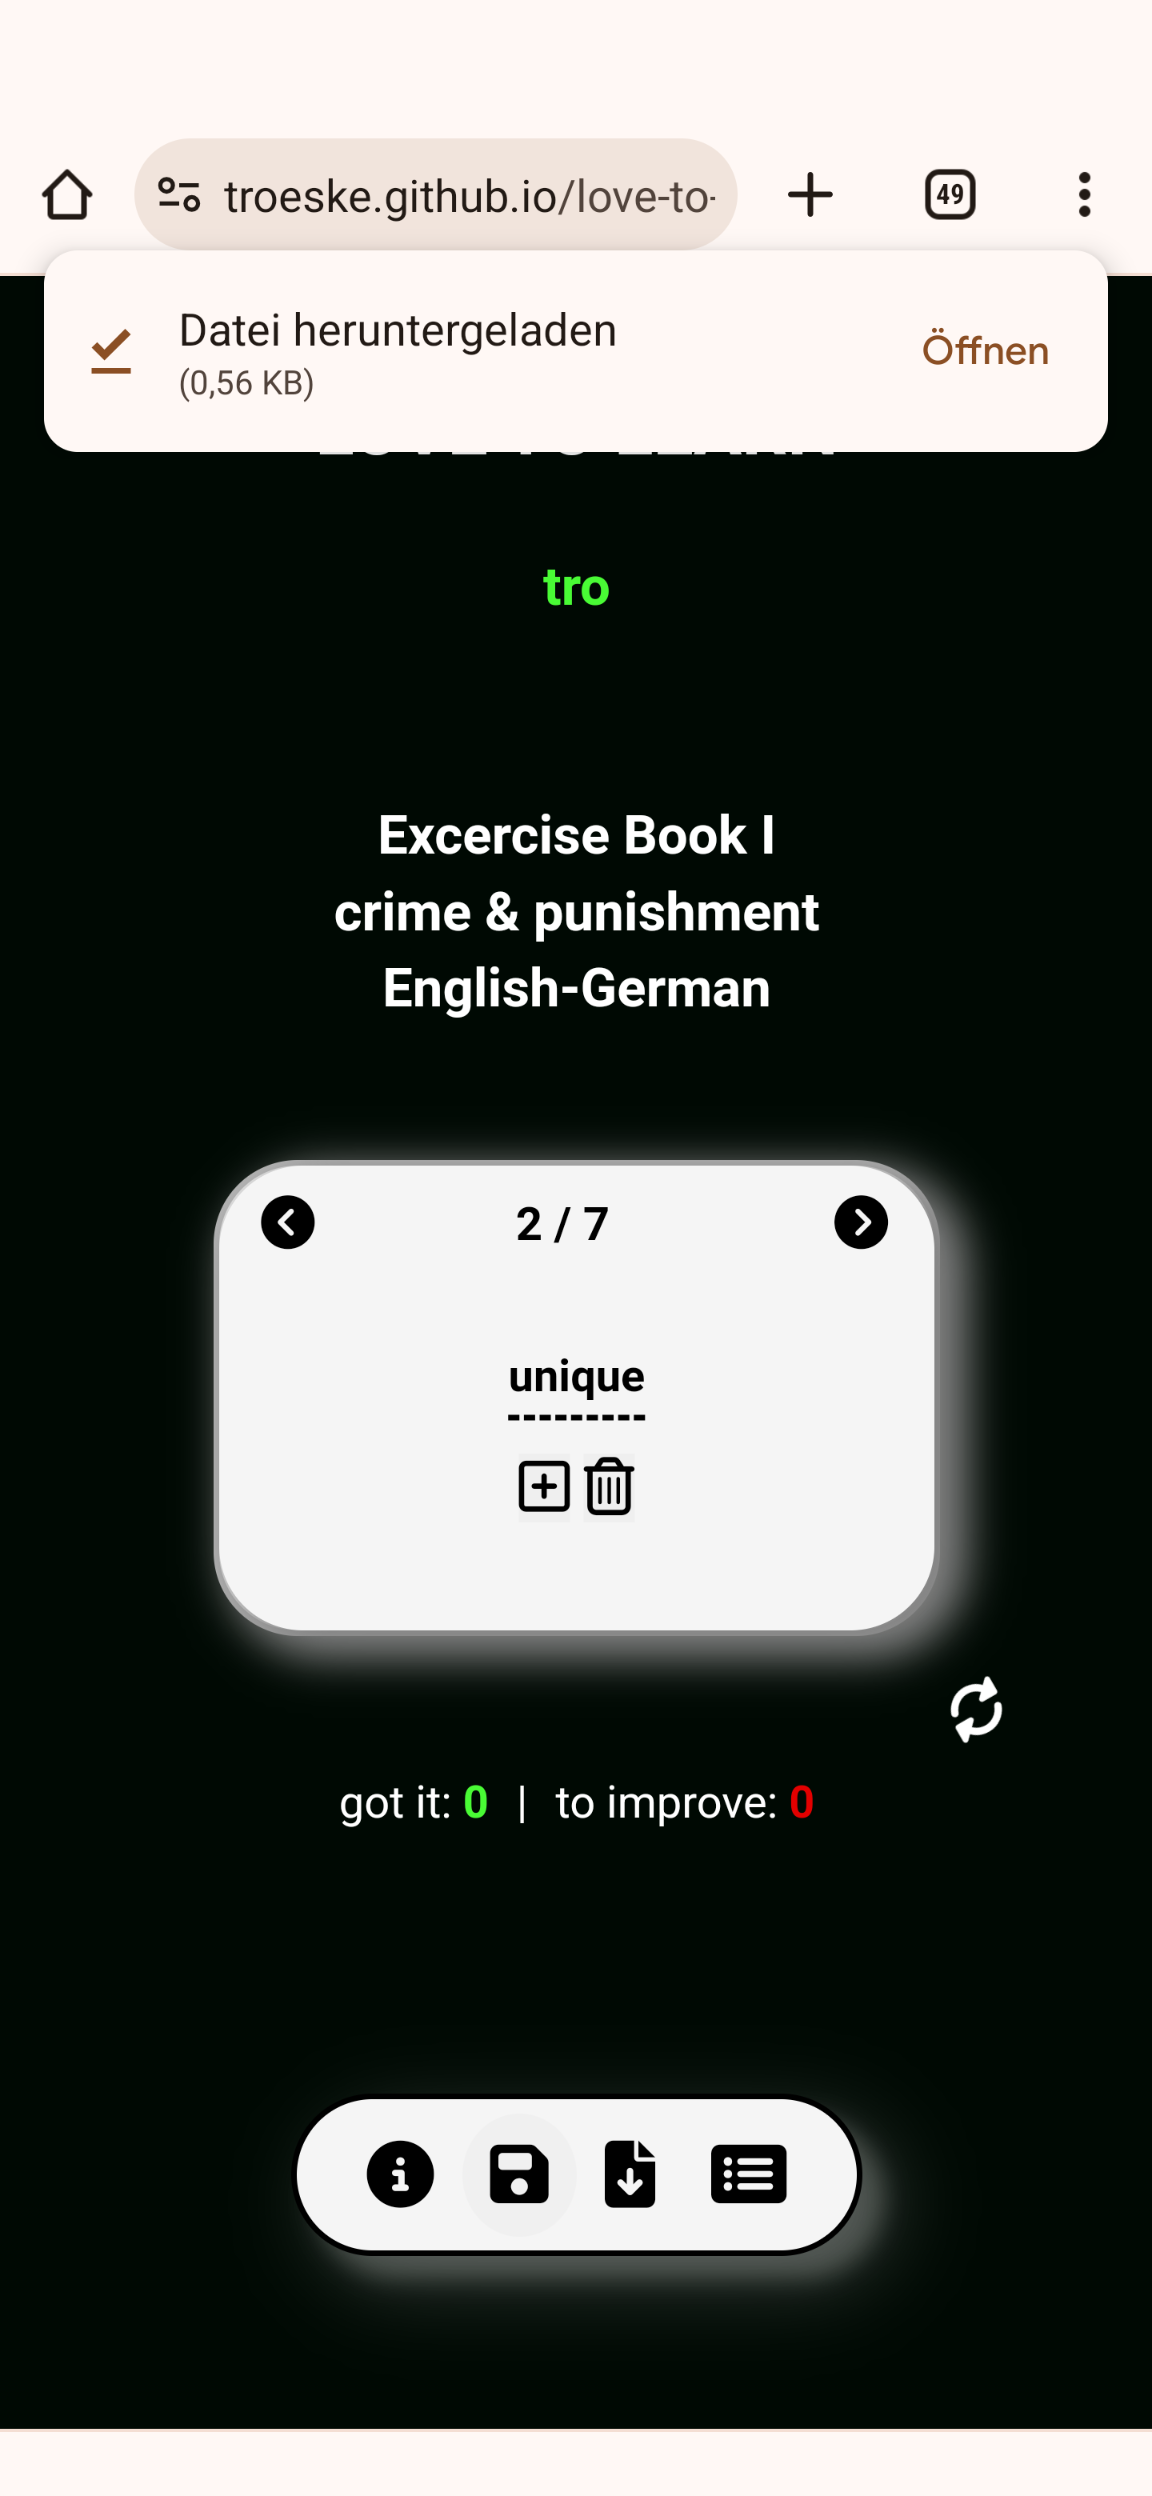 troeske.github.io/love-to-
49
Datei heruntergeladen
(0,56 KB)
Öffnen
tro
Excercise Book I
crime & punishment
English-German
2 / 7
unique
got it: 0 | to improve: 0